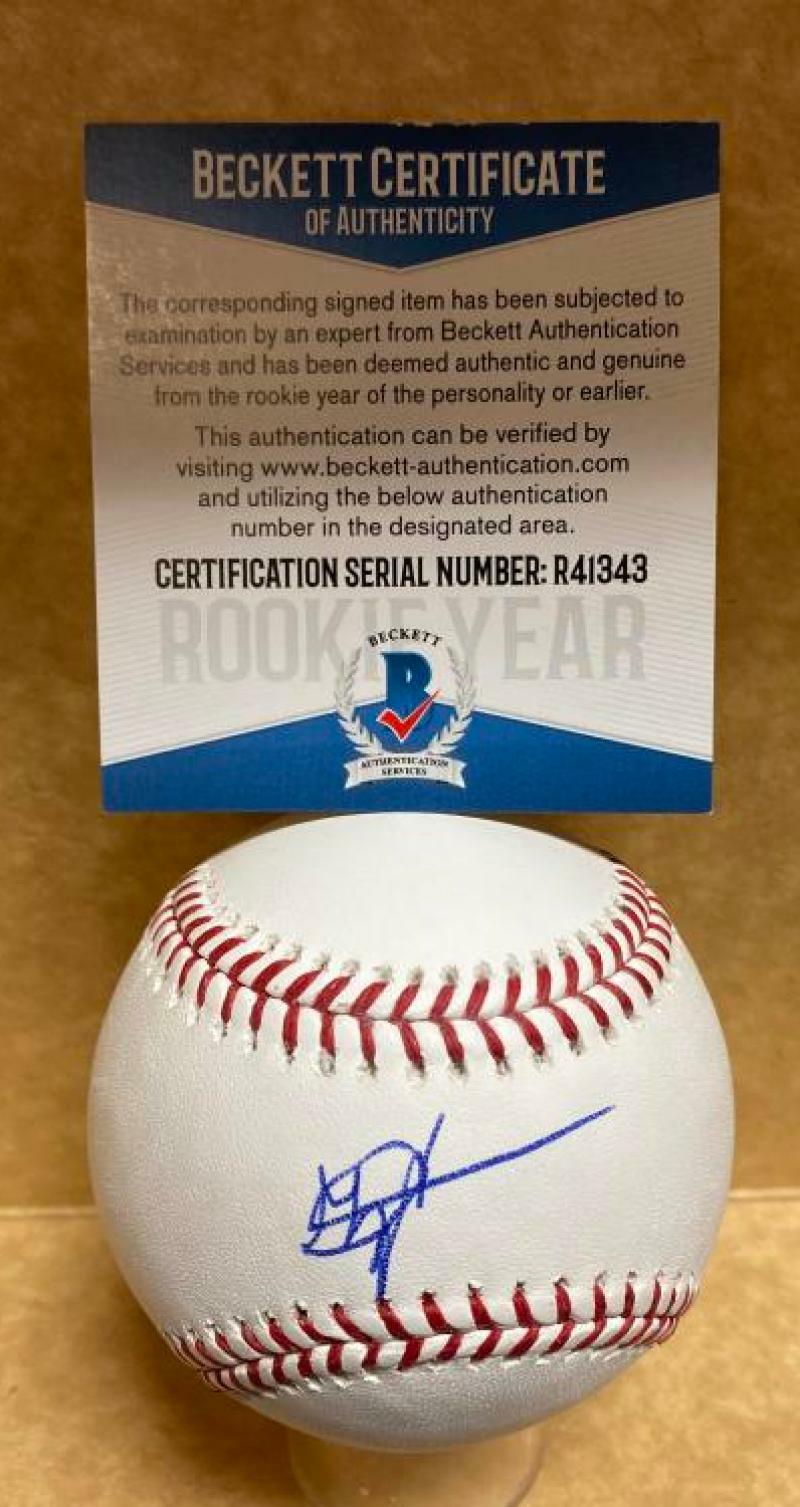 BECKETT CERTIFICATE
OF AUTHENTICITY
The corresponding signed item has been subjected to
examination by an expert from Beckett Authentication
Services and has been deemed authentic and genuine
from the rookie year of the personality or earlier.
This authentication can be verified by
visiting www.beckett-authentication.com
and utilizing the below authentication
number in the designated area.
CERTIFICATION SERIAL NUMBER: R41343
ROOKIE YEAR
BECKETT
B
AUTHENTICATION
SERVICES